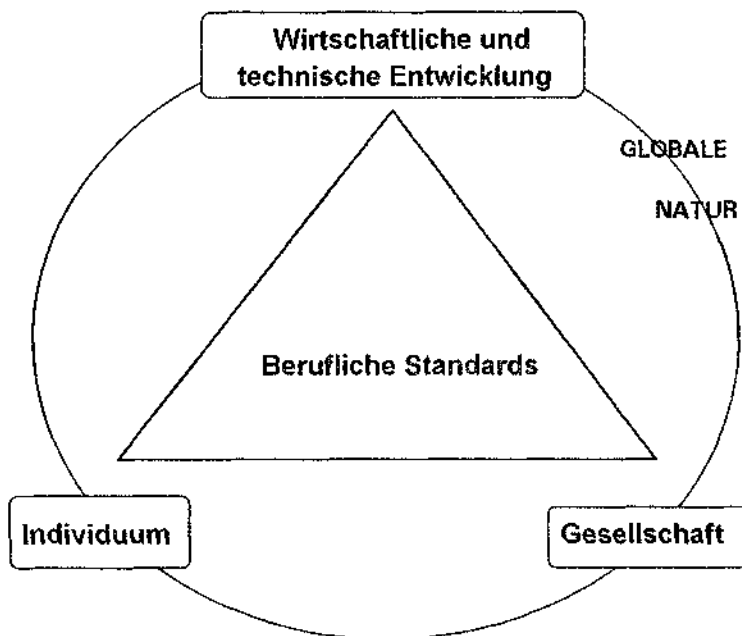 Wirtschaftliche und
technische Entwicklung
GLOBALE
NATUR
Berufliche Standards
Individuum
Gesellschaft